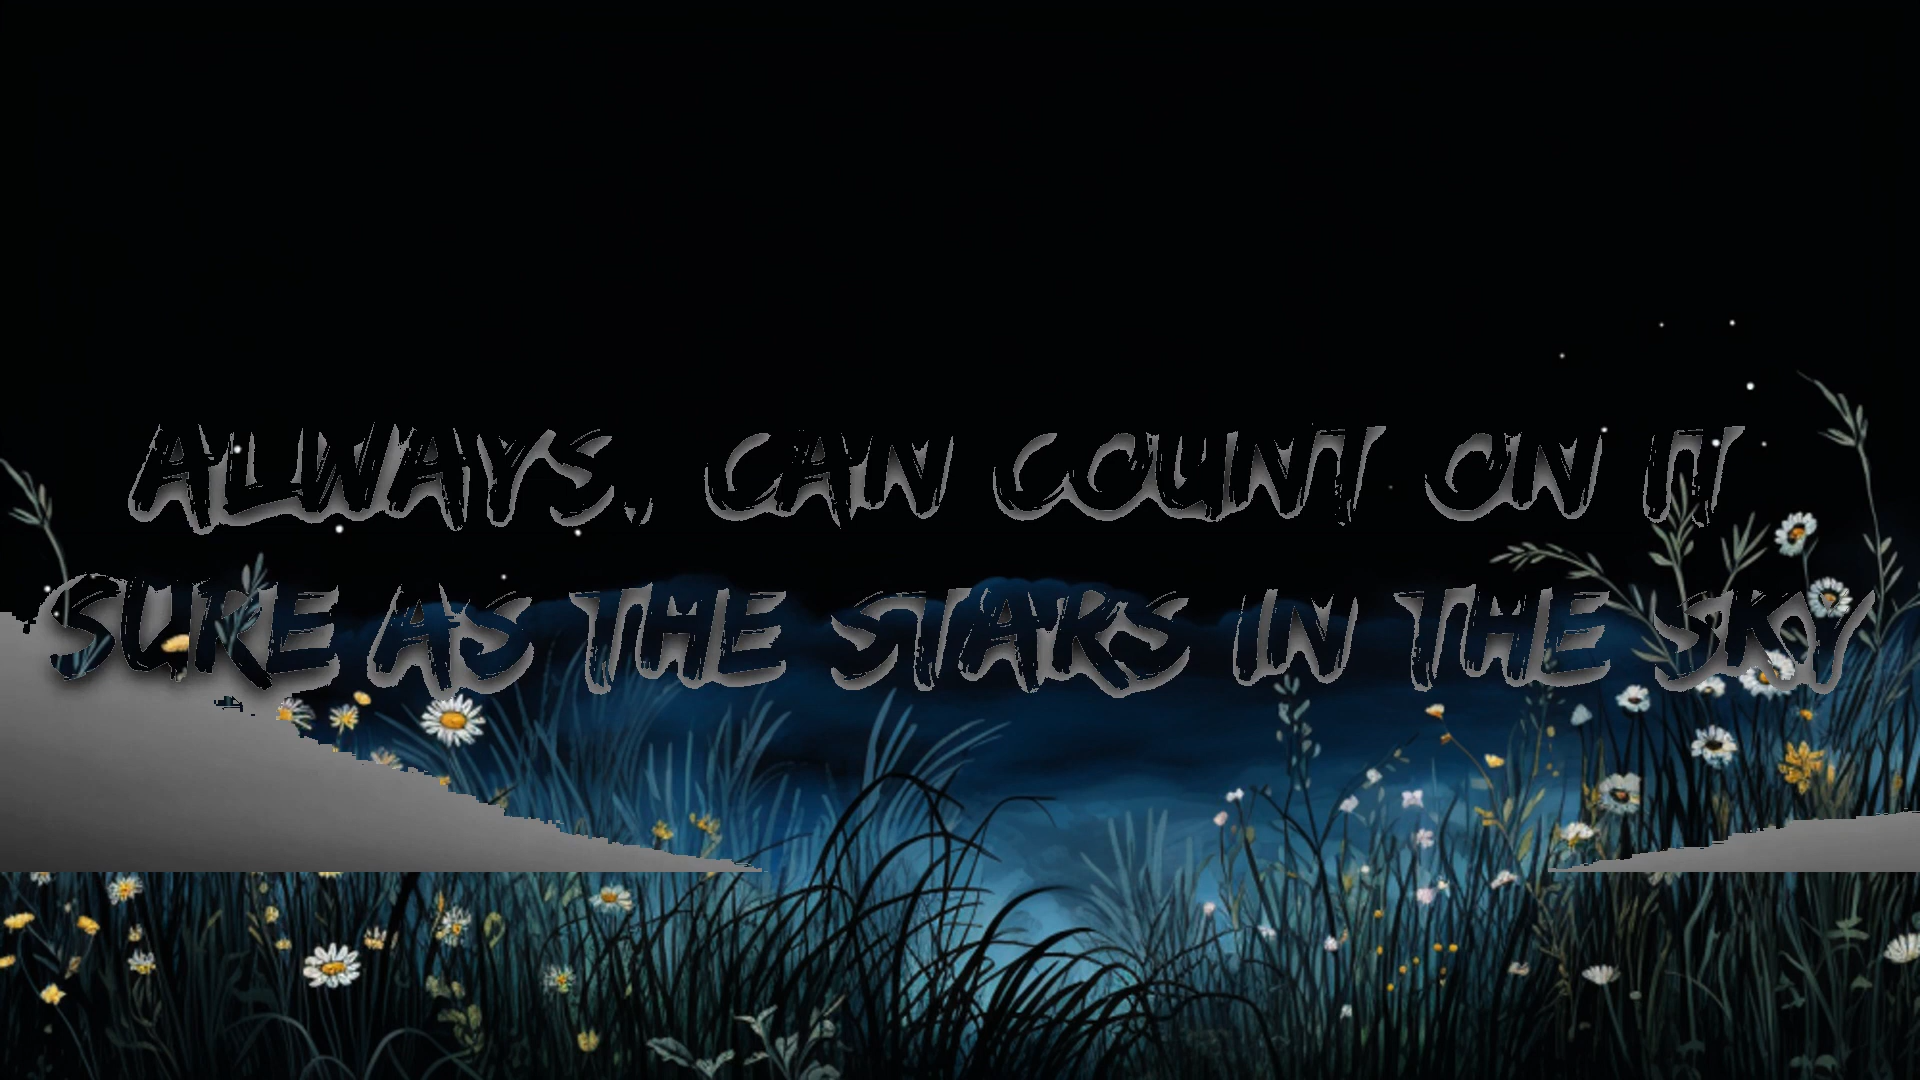 ALWAYS, CAN COUNT ON IT
SURE AS THE STARS IN THE SKY